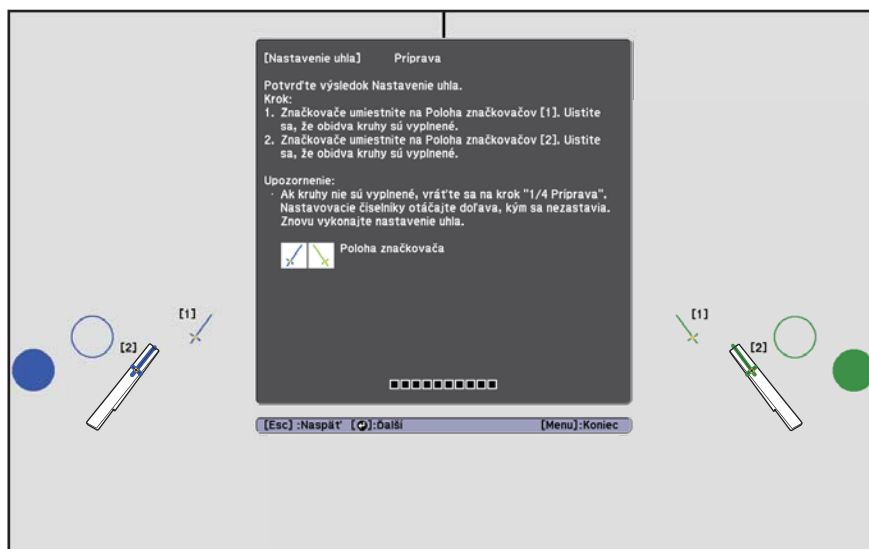 [Nastavenie uhla] Príprava
Potvrďte výsledok Nastavenie uhla.
Krok:
1. Značkovače umiestnite na Poloha značkovačov [1]. Uistite
sa, že obidva kruhy sú vyplnené.
2. Značkovače umiestnite na Poloha značkovačov [2]. Uistite
sa, že obidva kruhy sú vyplnené.
Upozornenie:
· Ak kruhy nie sú vyplnené, vráťte sa na krok "1/4 Príprava".
Nastavovacie číselníky otáčajte doľava, kým sa nezastavia.
Znovu vykonajte nastavenie uhla.
Poloha značkovača
[1]
[2]
[1]
[2]
[Esc] :Naspäť [↵]:Ďalší [Menu]:Koniec